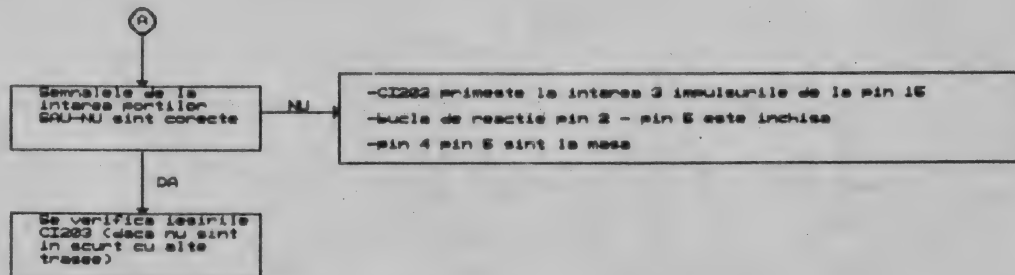 A
Semnalele de la
intarea portilor
SAU-NU sint corecte
NU
-CI202 primeste la intarea 3 impulsurile de la pin 15
-bucla de reactie pin 2 - pin 6 este inchisa
-pin 4 pin 5 sint la masa
DA
Se verifica iesirile
CI203 (daca nu sint
in scurt cu alte
trasee)